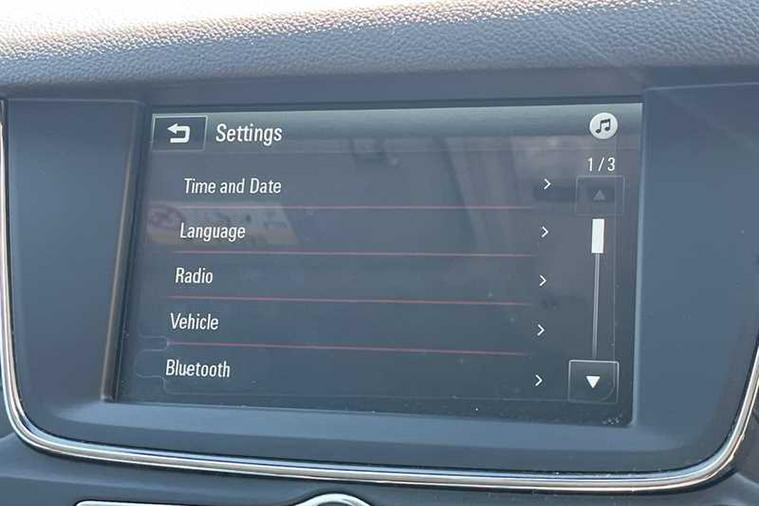 Settings
1/3
Time and Date
Language
Radio
Vehicle
Bluetooth